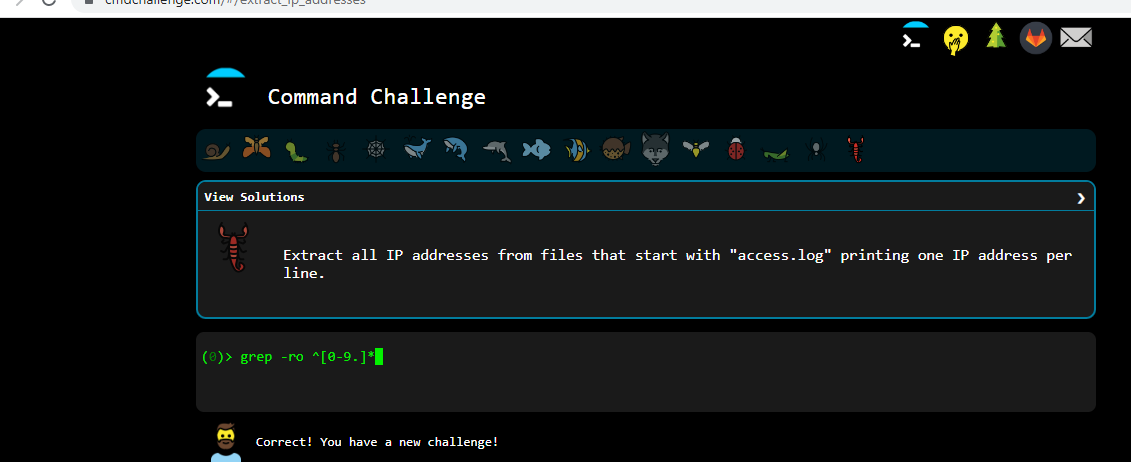 cmdchallenge.com/#/extract_ip_addresses
Command Challenge
View Solutions
Extract all IP addresses from files that start with "access.log" printing one IP address per
line.
(0)> grep -ro ^[0-9.]*
Correct! You have a new challenge!